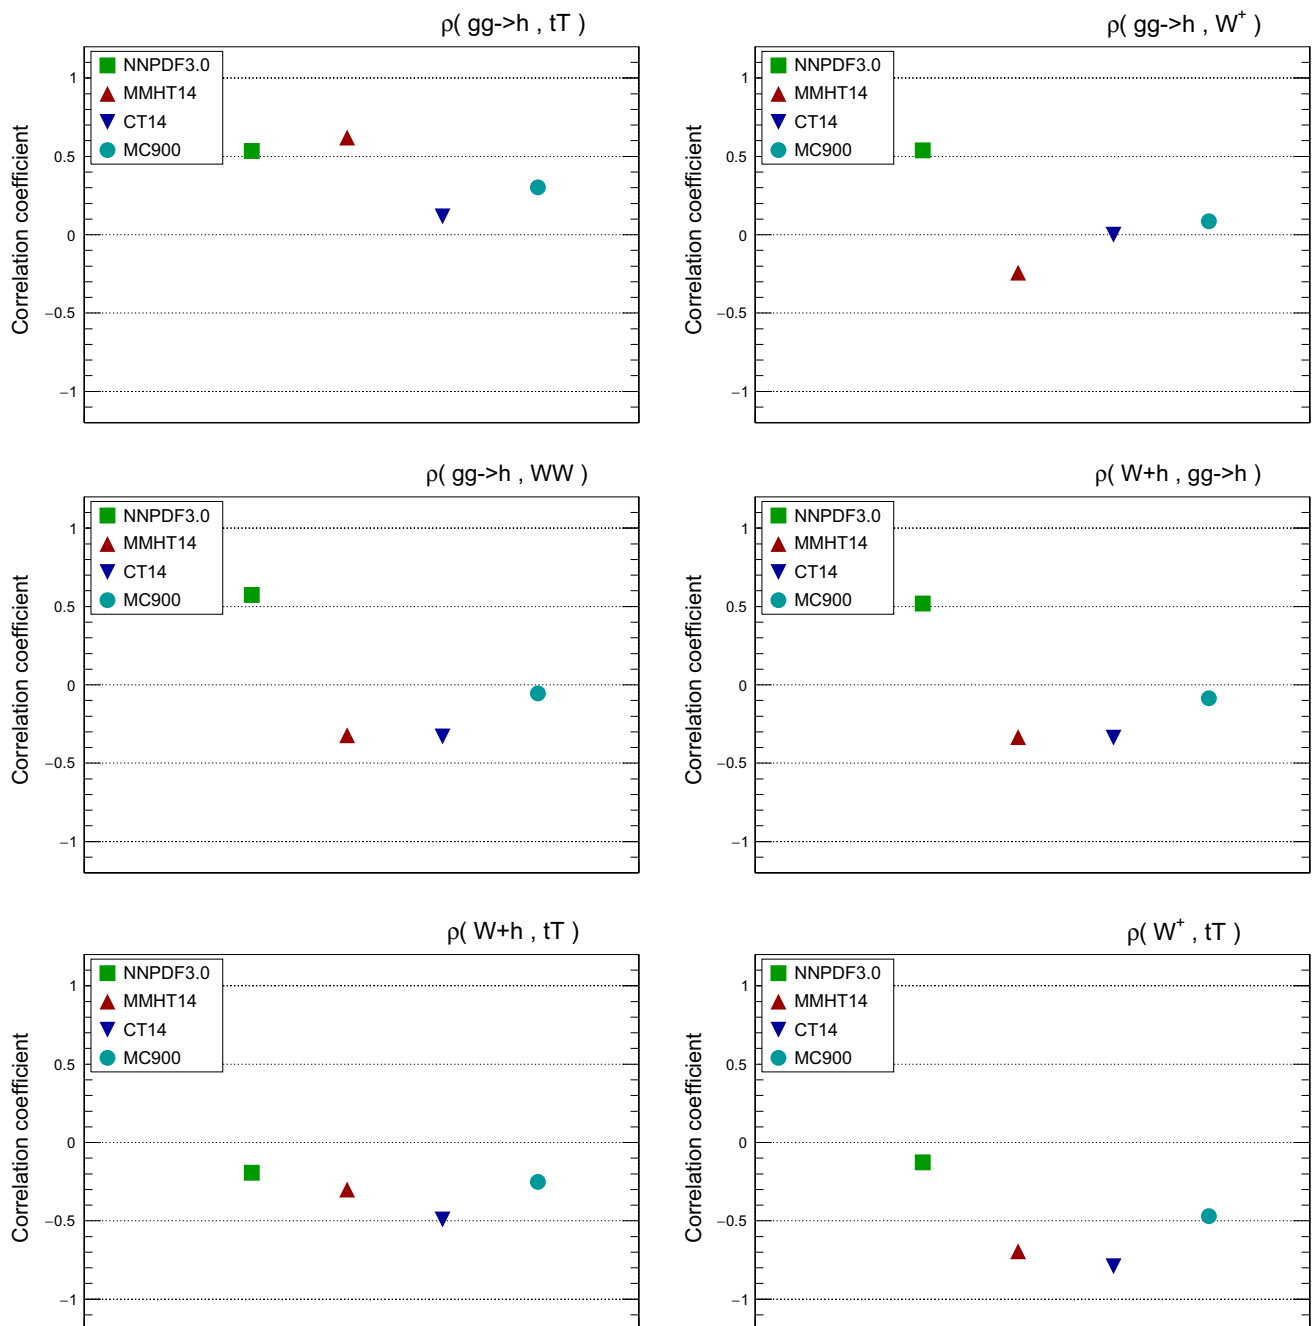 ρ( gg->h , tT )
NNPDF3.0
MMHT14
CT14
MC900
1
0.5
0
−0.5
−1
Correlation coefficient
ρ( gg->h , W+ )
NNPDF3.0
MMHT14
CT14
MC900
1
0.5
0
−0.5
−1
Correlation coefficient
ρ( gg->h , WW )
NNPDF3.0
MMHT14
CT14
MC900
1
0.5
0
−0.5
−1
Correlation coefficient
ρ( W+h , gg->h )
NNPDF3.0
MMHT14
CT14
MC900
1
0.5
0
−0.5
−1
Correlation coefficient
ρ( W+h , tT )
NNPDF3.0
MMHT14
CT14
MC900
1
0.5
0
−0.5
−1
Correlation coefficient
ρ( W+ , tT )
NNPDF3.0
MMHT14
CT14
MC900
1
0.5
0
−0.5
−1
Correlation coefficient